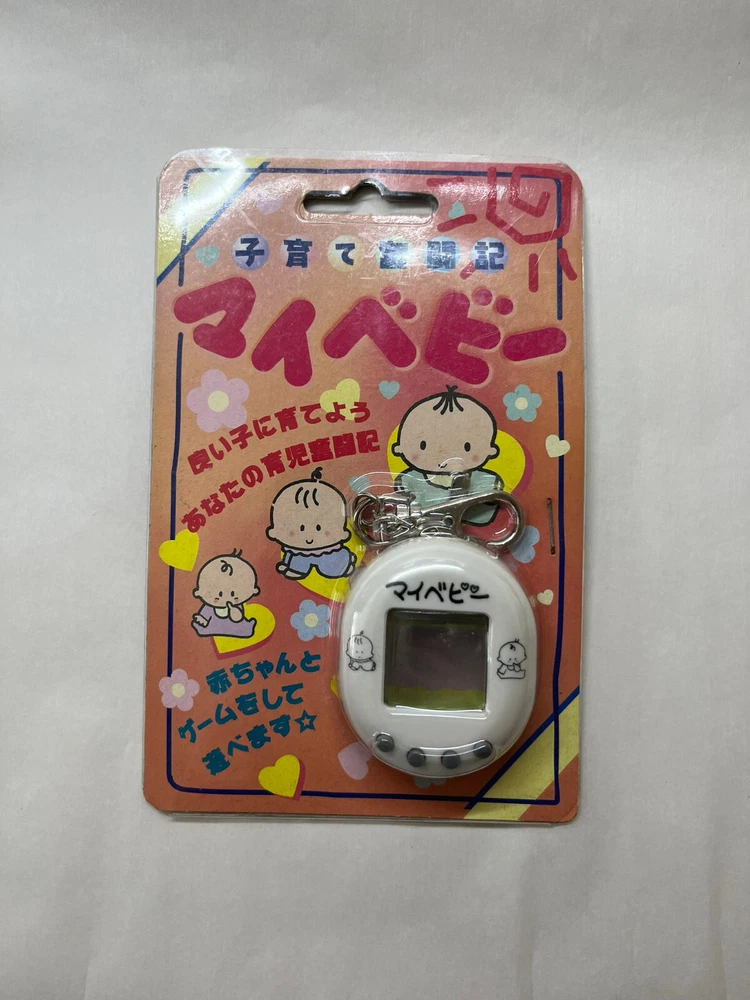 子育て奮闘記
マイベビー
良い子に育てよう
あなたの育児奮闘記
マイベビー
赤ちゃんと
ゲームをして
遊べます☆